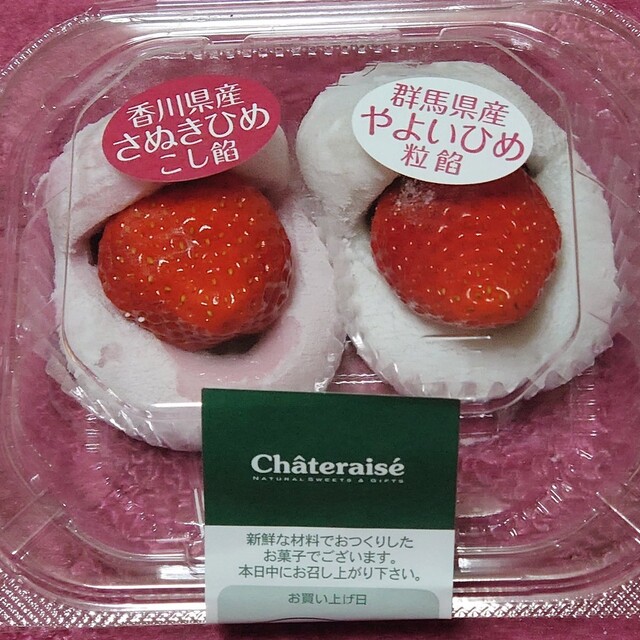 香川県産
さぬきひめ
こし餡
群馬県産
やよいひめ
粒餡
Châteraisé
NATURAL SWEETS & GIFTS
新鮮な材料でおつくりした
お菓子でございます。
本日中にお召し上がり下さい。
お買い上げ日